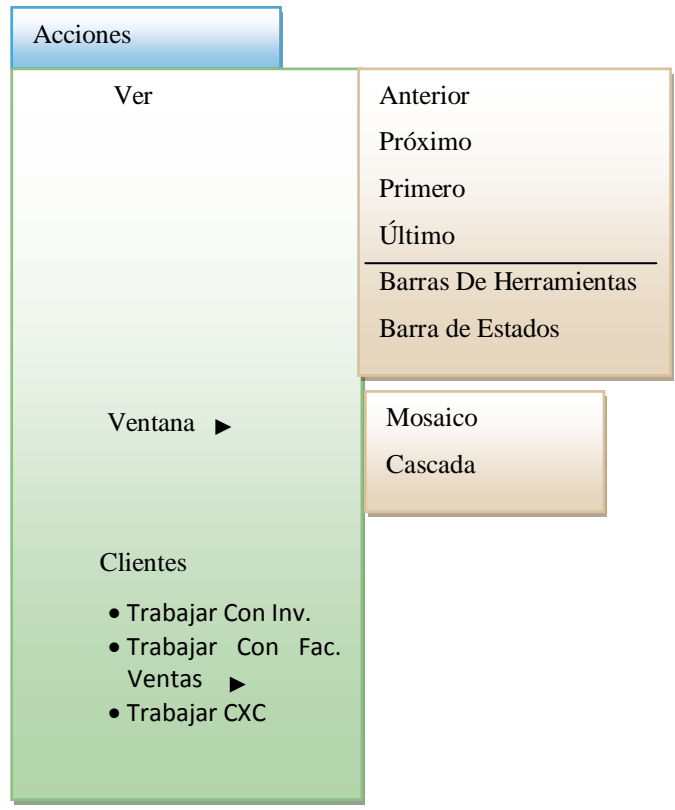 Acciones
Ver
Anterior
Próximo
Primero
Último
Barras De Herramientas
Barra de Estados
Ventana ►
Mosaico
Cascada
Clientes
• Trabajar Con Inv.
• Trabajar Con Fac.
Ventas ►
• Trabajar CXC